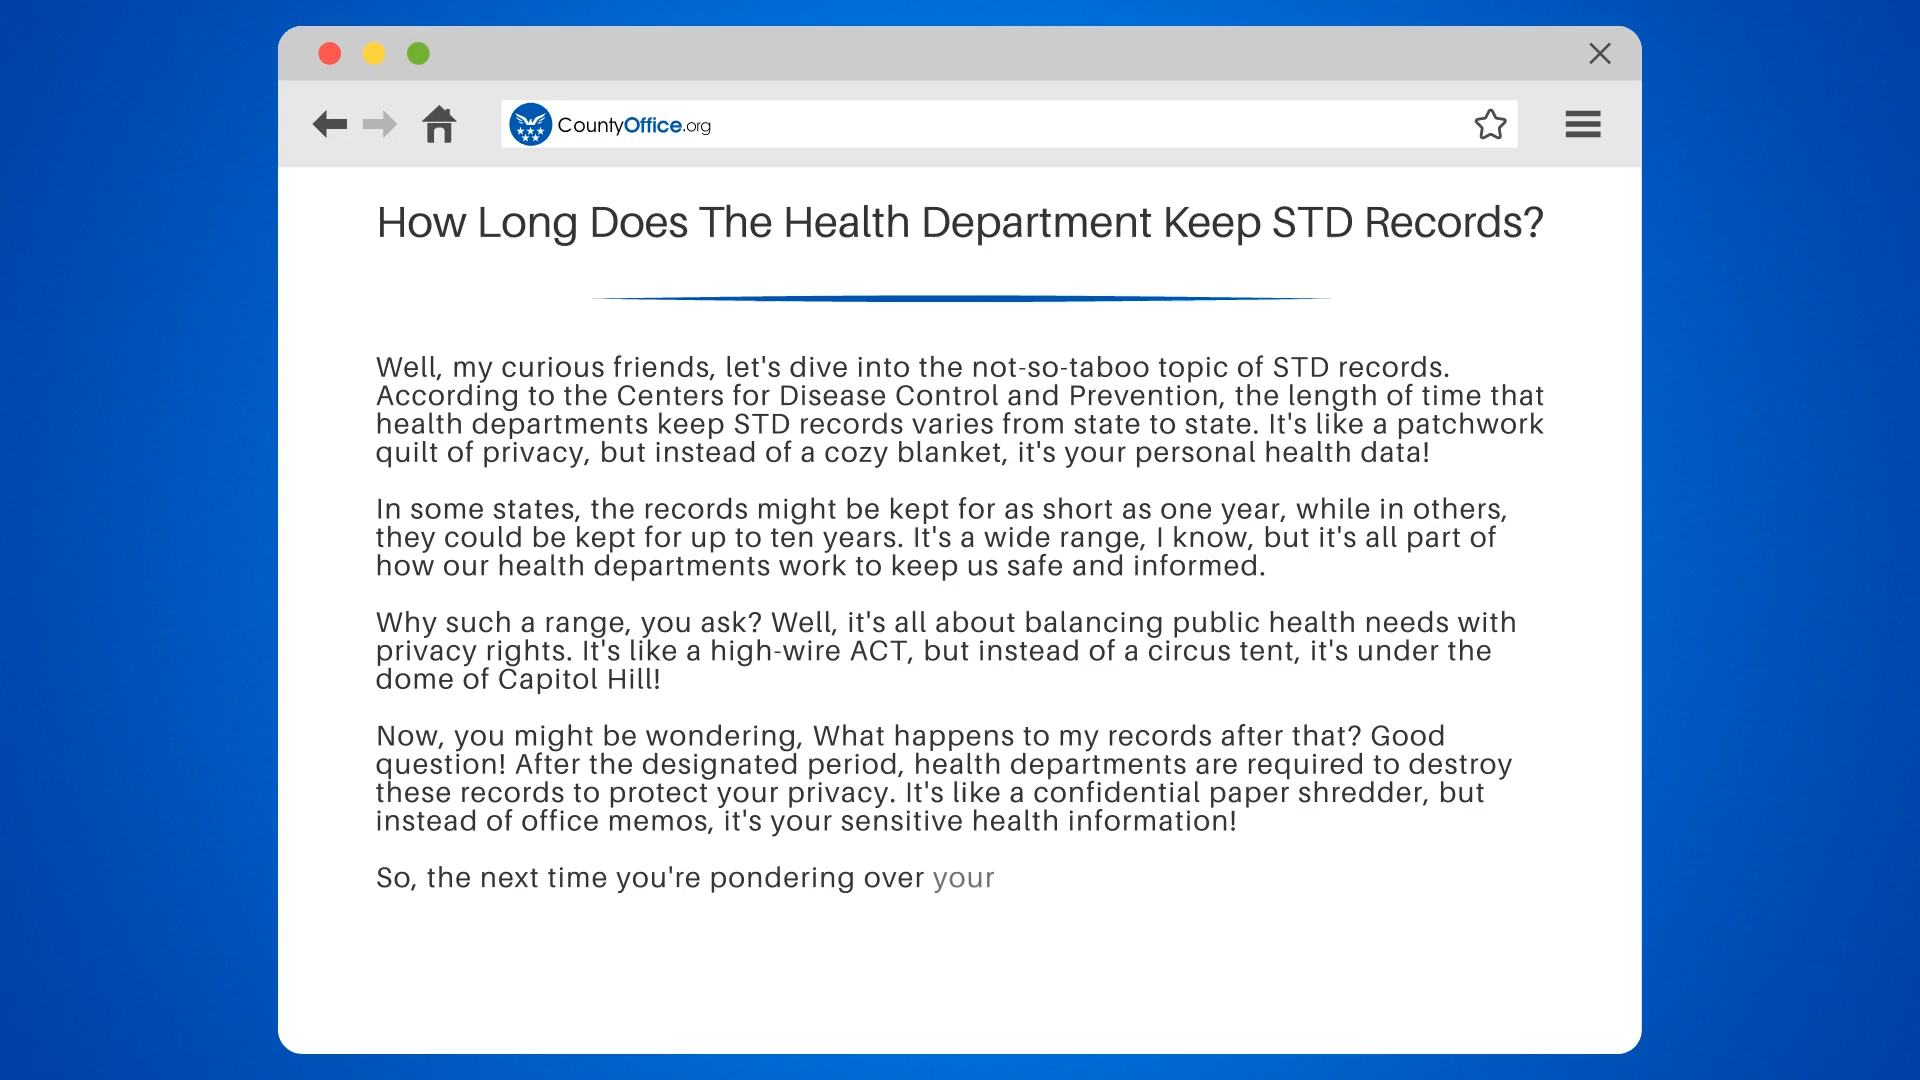 CountyOffice.org
How Long Does The Health Department Keep STD Records?
Well, my curious friends, let's dive into the not-so-taboo topic of STD records.
According to the Centers for Disease Control and Prevention, the length of time that
health departments keep STD records varies from state to state. It's like a patchwork
quilt of privacy, but instead of a cozy blanket, it's your personal health data!
In some states, the records might be kept for as short as one year, while in others,
they could be kept for up to ten years. It's a wide range, I know, but it's all part of
how our health departments work to keep us safe and informed.
Why such a range, you ask? Well, it's all about balancing public health needs with
privacy rights. It's like a high-wire ACT, but instead of a circus tent, it's under the
dome of Capitol Hill!
Now, you might be wondering, What happens to my records after that? Good
question! After the designated period, health departments are required to destroy
these records to protect your privacy. It's like a confidential paper shredder, but
instead of office memos, it's your sensitive health information!
So, the next time you're pondering over your